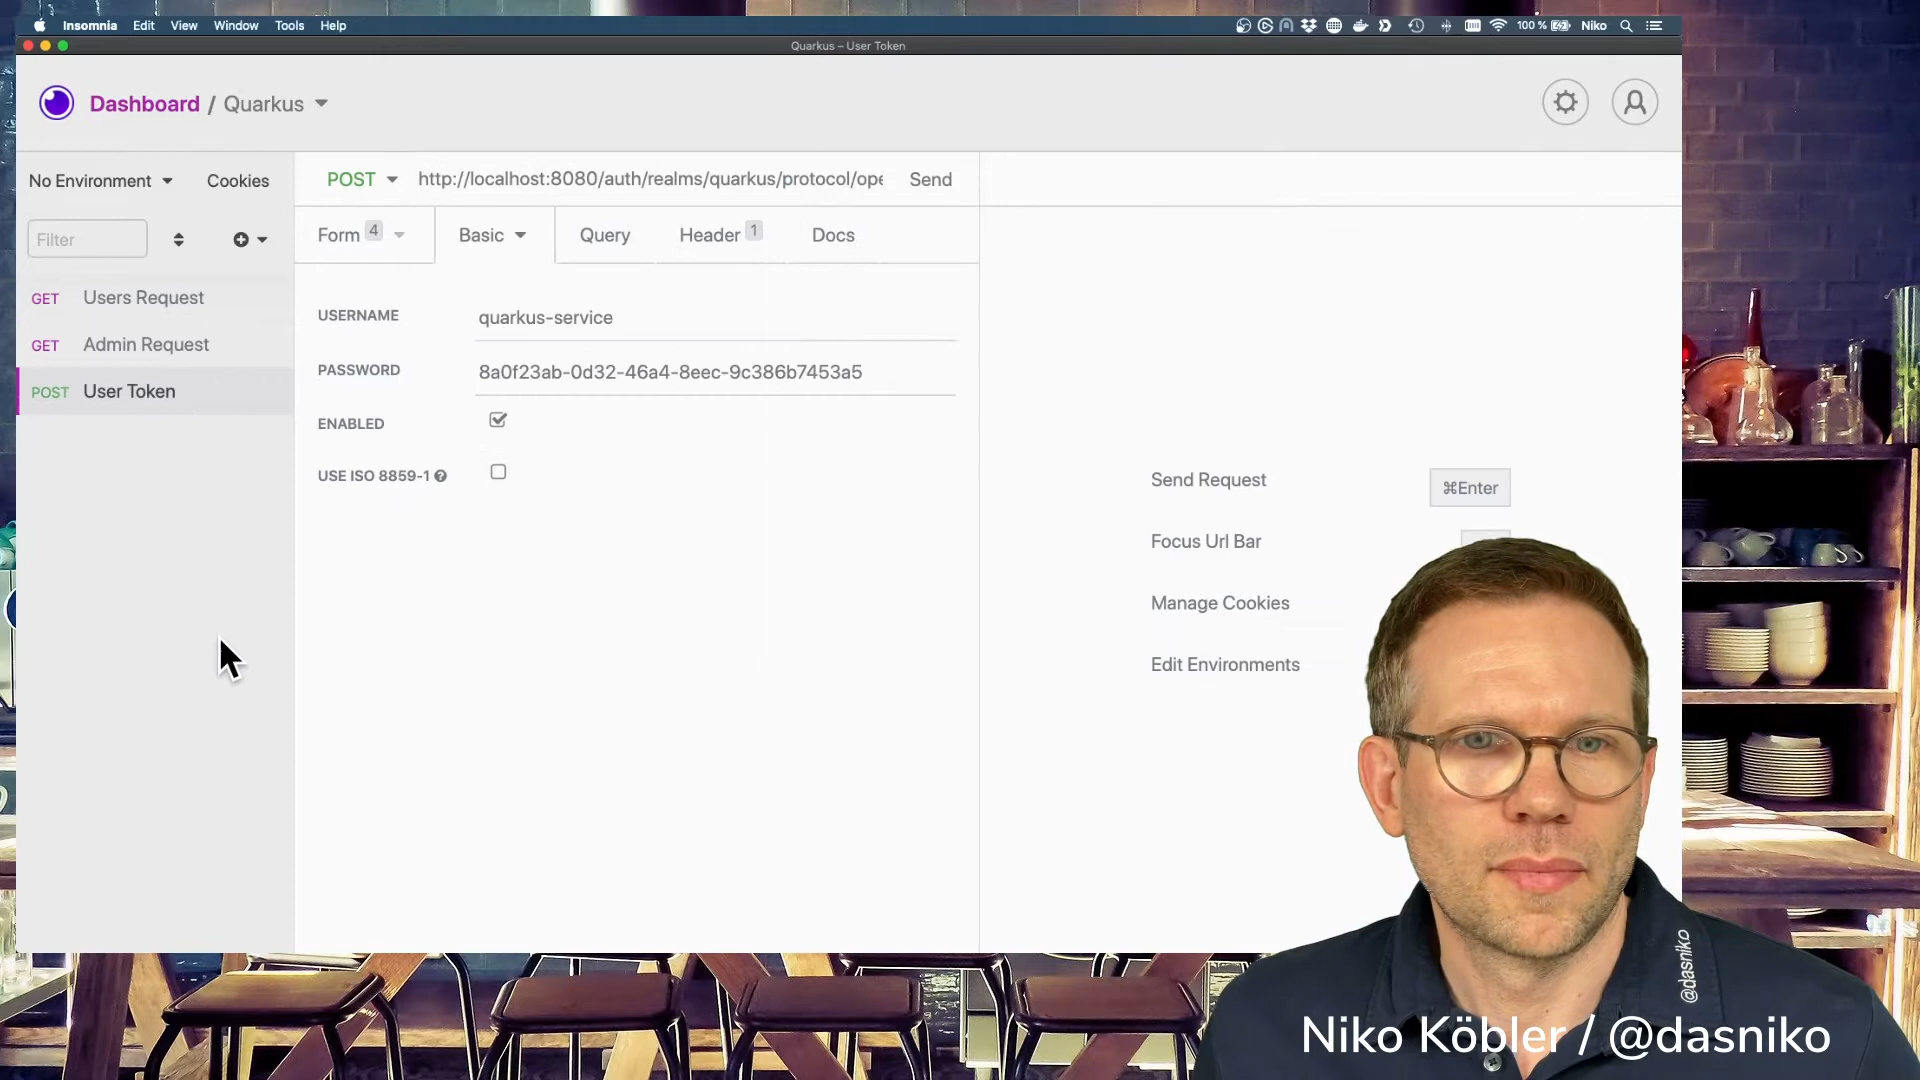 Insomnia Edit View Window Tools Help 100 % Niko
Quarkus – User Token
Dashboard / Quarkus
No Environment Cookies
POST http://localhost:8080/auth/realms/quarkus/protocol/ope Send
Filter
Form 4 Basic Query Header 1 Docs
GET Users Request
GET Admin Request
POST User Token
USERNAME quarkus-service
PASSWORD 8a0f23ab-0d32-46a4-8eec-9c386b7453a5
ENABLED
USE ISO 8859-1
Send Request ⌘Enter
Focus Url Bar
Manage Cookies
Edit Environments
@dasniko
Niko Köbler / @dasniko